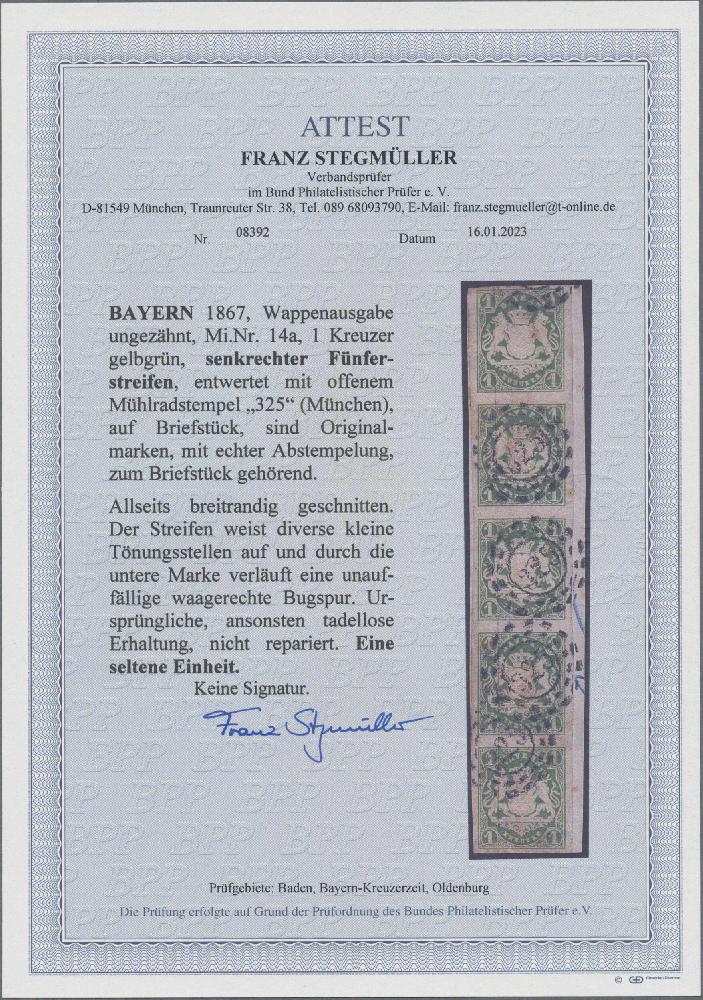 ATTEST
FRANZ STEGMÜLLER
Verbandsprüfer
im Bund Philatelistischer Prüfer e. V.
D-81549 München, Traunreuter Str. 38, Tel. 089 68093790, E-Mail: franz.stegmueller@t-online.de
Nr. 08392 Datum 16.01.2023
BAYERN 1867, Wappenausgabe
ungezähnt, Mi.Nr. 14a, 1 Kreuzer
gelbgrün, senkrechter Fünfer-
streifen, entwertet mit offenem
Mühlradstempel „325“ (München),
auf Briefstück, sind Original-
marken, mit echter Abstempelung,
zum Briefstück gehörend.
Allseits breitrandig geschnitten.
Der Streifen weist diverse kleine
Tönungsstellen auf und durch die
untere Marke verläuft eine unauf-
fällige waagerechte Bugspur. Ur-
sprüngliche, ansonsten tadellose
Erhaltung, nicht repariert. Eine
seltene Einheit.
Keine Signatur.
Franz Stegmüller
Prüfgebiete: Baden, Bayern-Kreuzerzeit, Oldenburg
Die Prüfung erfolgte auf Grund der Prüfordnung des Bundes Philatelistischer Prüfer e.V.